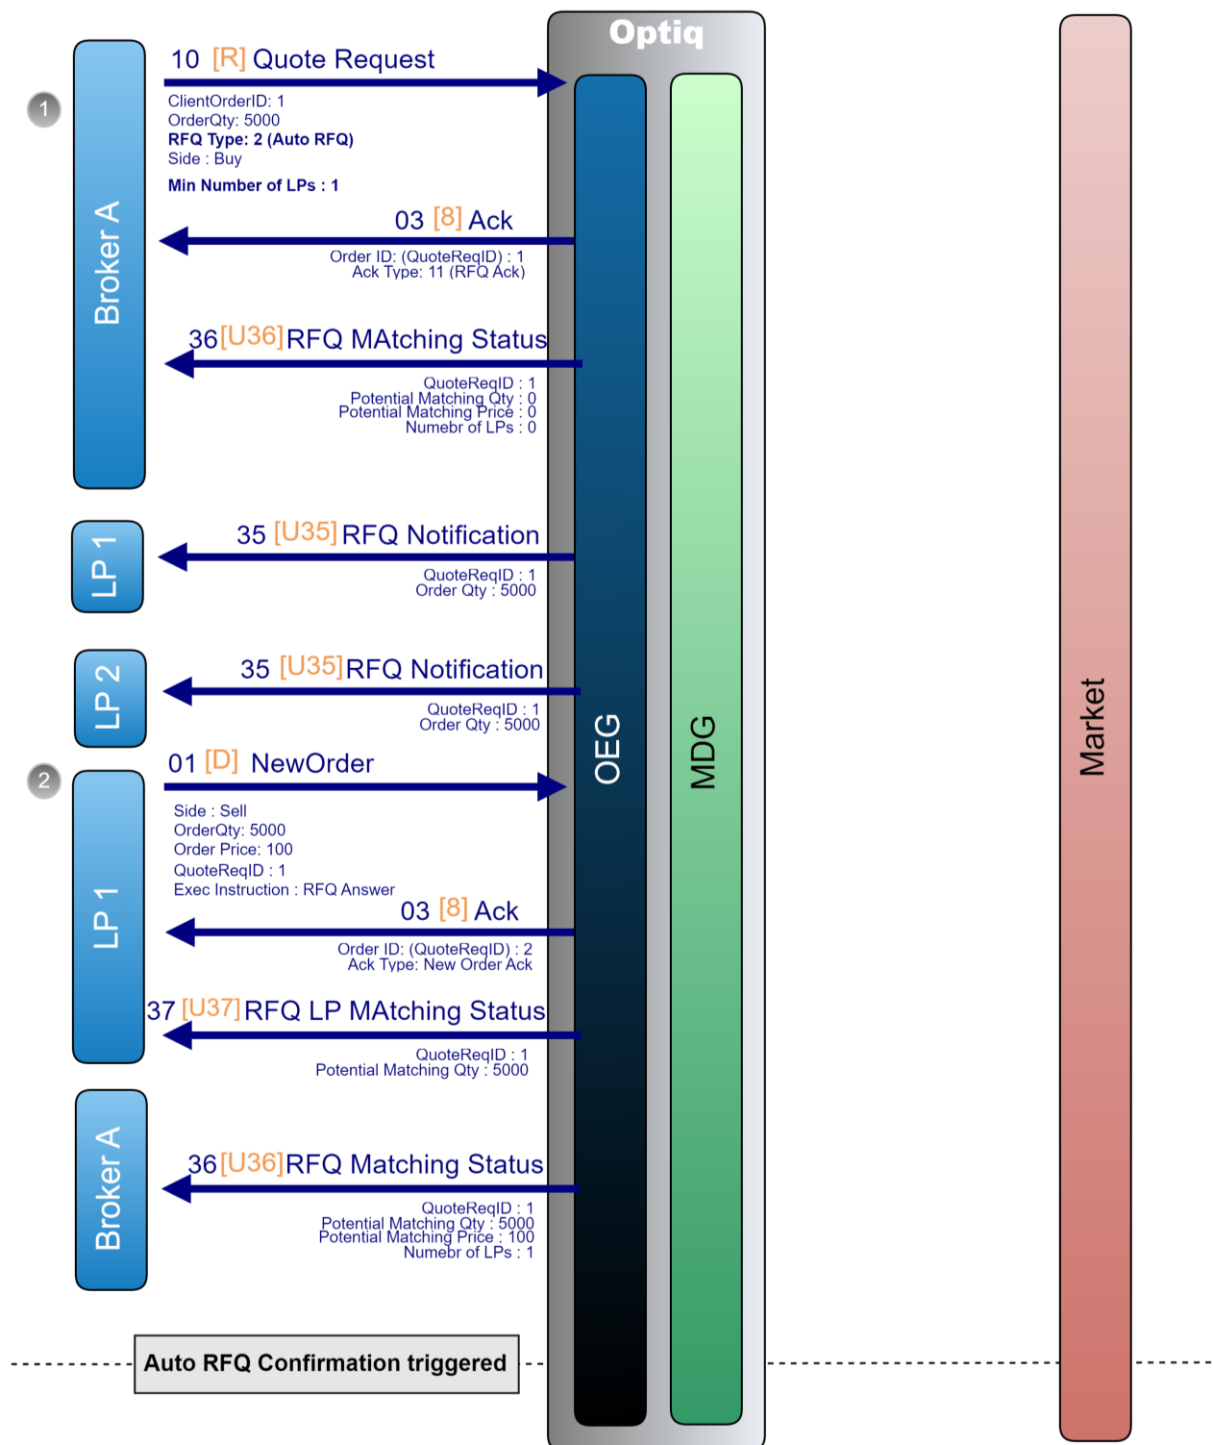 Optiq
10 [R] Quote Request
1
ClientOrderID: 1
OrderQty: 5000
RFQ Type: 2 (Auto RFQ)
Side : Buy
Min Number of LPs : 1
Broker A
03 [8] Ack
Order ID: (QuoteReqID) : 1
Ack Type: 11 (RFQ Ack)
36 [U36] RFQ MAtching Status
QuoteReqID : 1
Potential Matching Qty : 0
Potential Matching Price : 0
Numebr of LPs : 0
LP 1
35 [U35] RFQ Notification
QuoteReqID : 1
Order Qty : 5000
LP 2
35 [U35] RFQ Notification
QuoteReqID : 1
Order Qty : 5000
OEG
MDG
Market
2
01 [D] NewOrder
Side : Sell
OrderQty: 5000
Order Price: 100
QuoteReqID : 1
Exec Instruction : RFQ Answer
LP 1
03 [8] Ack
Order ID: (QuoteReqID) : 2
Ack Type: New Order Ack
37 [U37] RFQ LP MAtching Status
QuoteReqID : 1
Potential Matching Qty : 5000
Broker A
36 [U36] RFQ Matching Status
QuoteReqID : 1
Potential Matching Qty : 5000
Potential Matching Price : 100
Numebr of LPs : 1
Auto RFQ Confirmation triggered